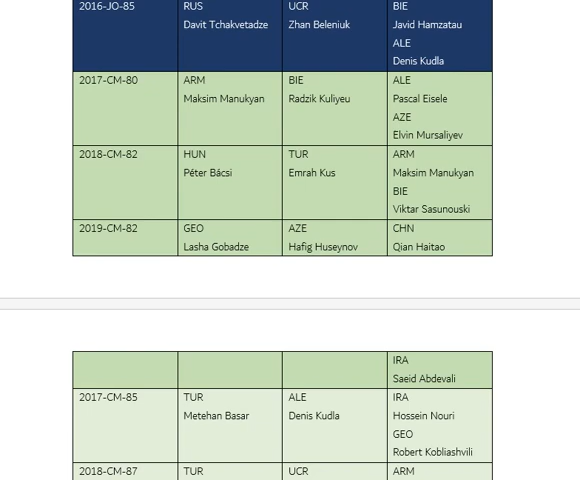 2016-JO-85 RUS UCR BIE
Davit Tchakvetadze Zhan Beleniuk Javid Hamzatau
ALE
Denis Kudla
2017-CM-80 ARM BIE ALE
Maksim Manukyan Radzik Kuliyeu Pascal Eisele
AZE
Elvin Mursaliyev
2018-CM-82 HUN TUR ARM
Péter Bácsi Emrah Kus Maksim Manukyan
BIE
Viktar Sasunouski
2019-CM-82 GEO AZE CHN
Lasha Gobadze Hafig Huseynov Qian Haitao
IRA
Saeid Abdevali
2017-CM-85 TUR ALE IRA
Metehan Basar Denis Kudla Hossein Nouri
GEO
Robert Kobliashvili
2018-CM-87 TUR UCR ARM